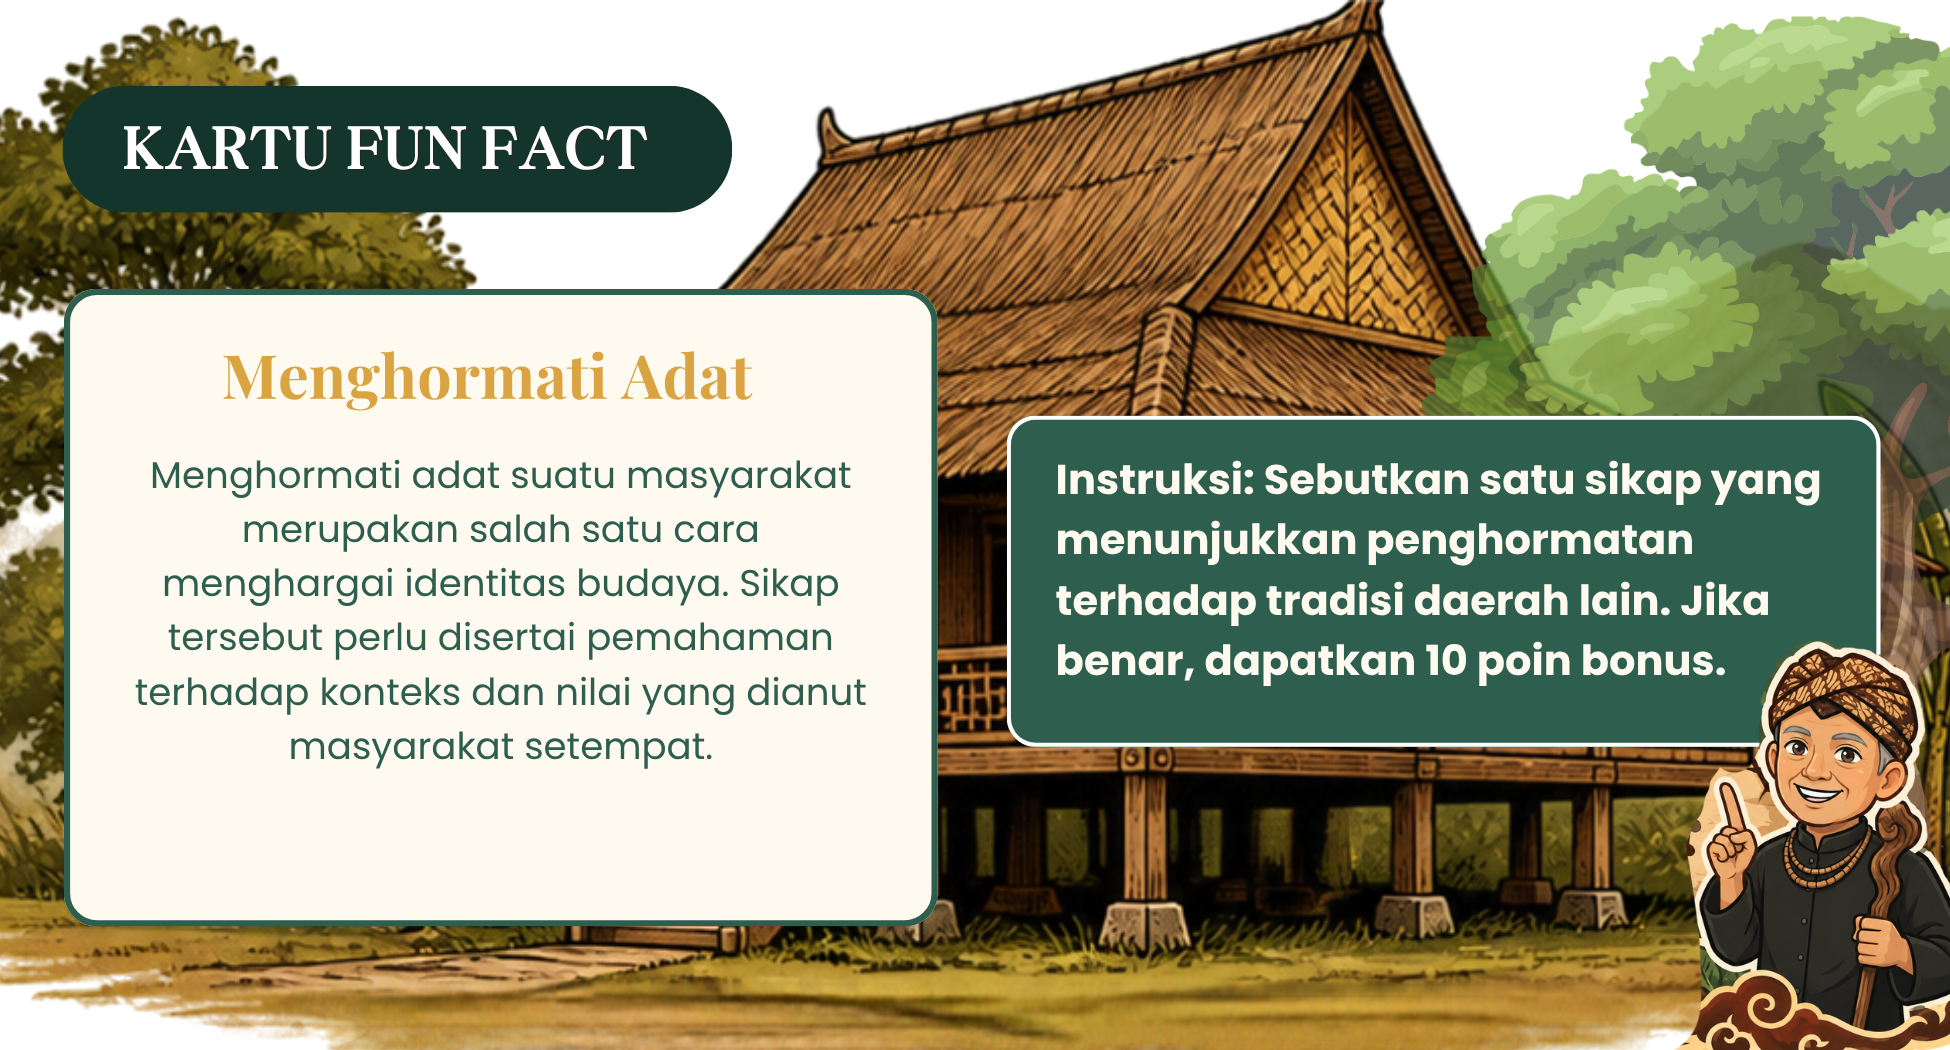 KARTU FUN FACT
Menghormati Adat
Menghormati adat suatu masyarakat
merupakan salah satu cara
menghargai identitas budaya. Sikap
tersebut perlu disertai pemahaman
terhadap konteks dan nilai yang dianut
masyarakat setempat.
Instruksi: Sebutkan satu sikap yang
menunjukkan penghormatan
terhadap tradisi daerah lain. Jika
benar, dapatkan 10 poin bonus.